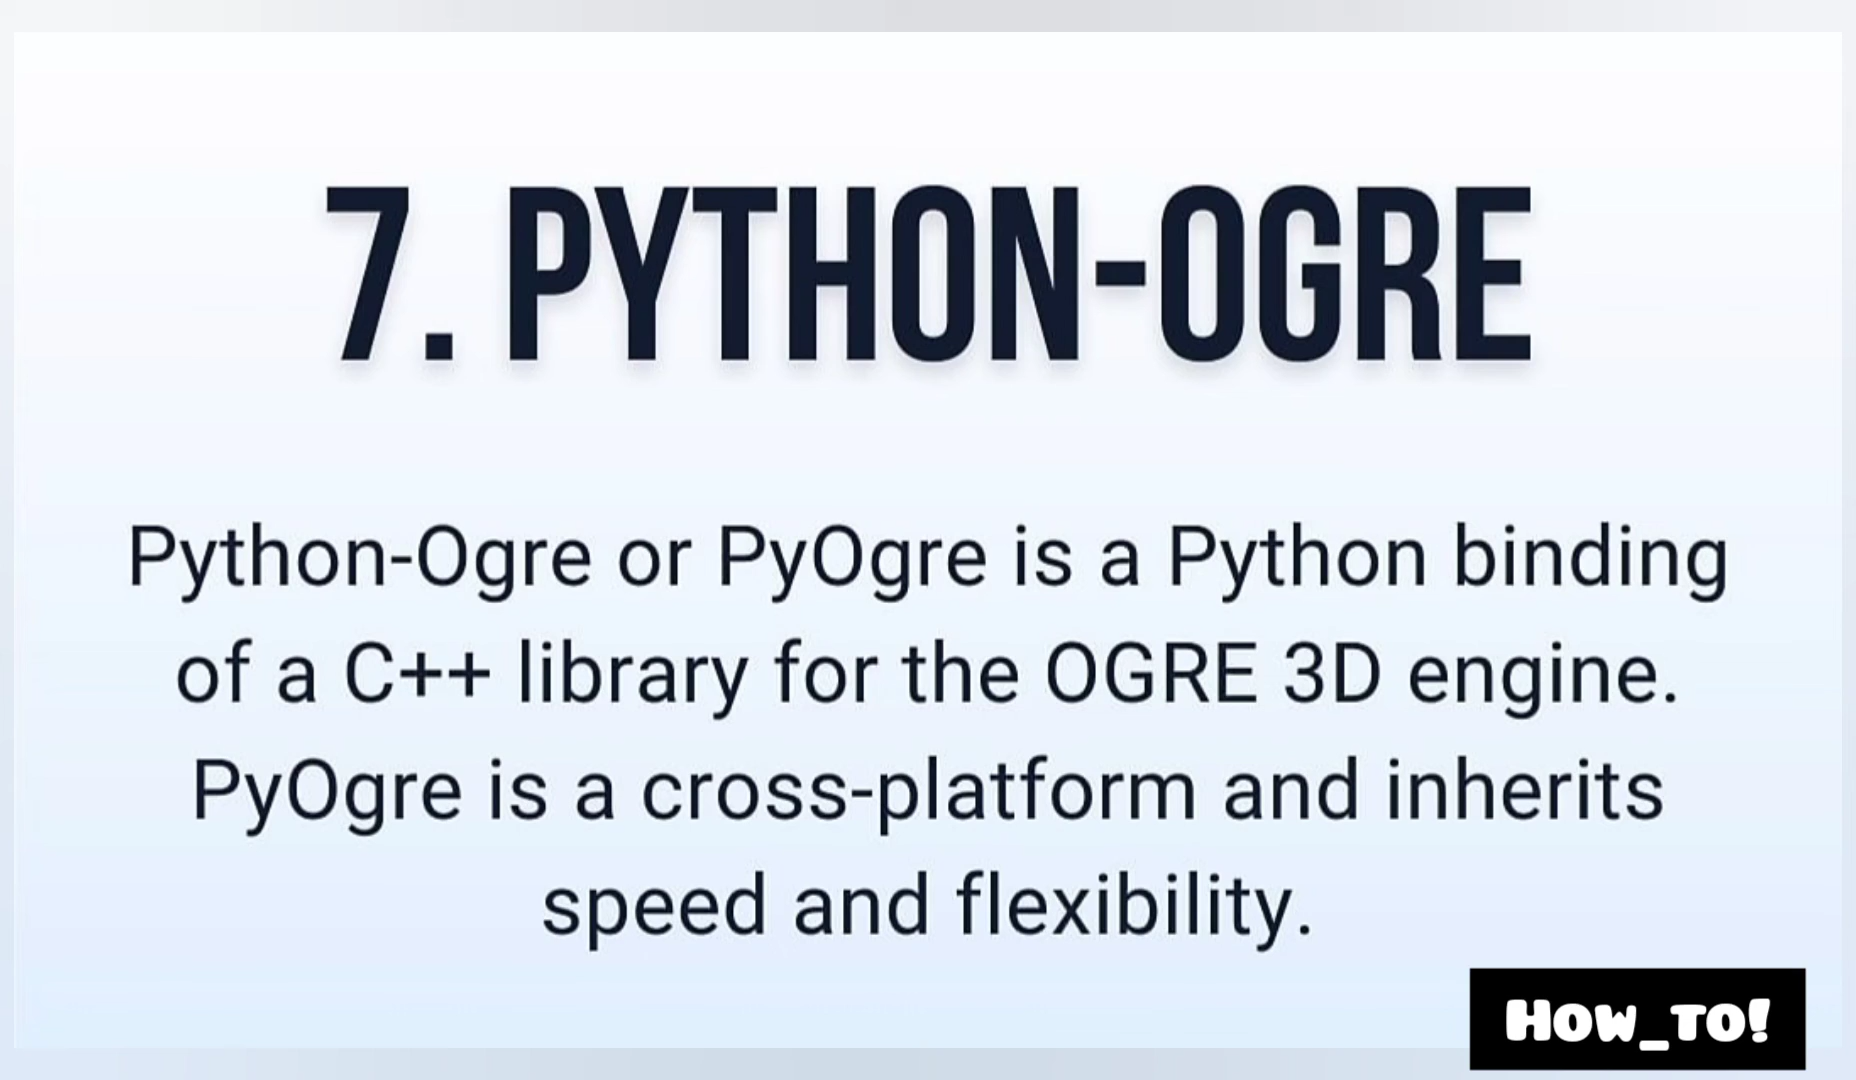 7. PYTHON-OGRE
Python-Ogre or PyOgre is a Python binding
of a C++ library for the OGRE 3D engine.
PyOgre is a cross-platform and inherits
speed and flexibility.
How_to!